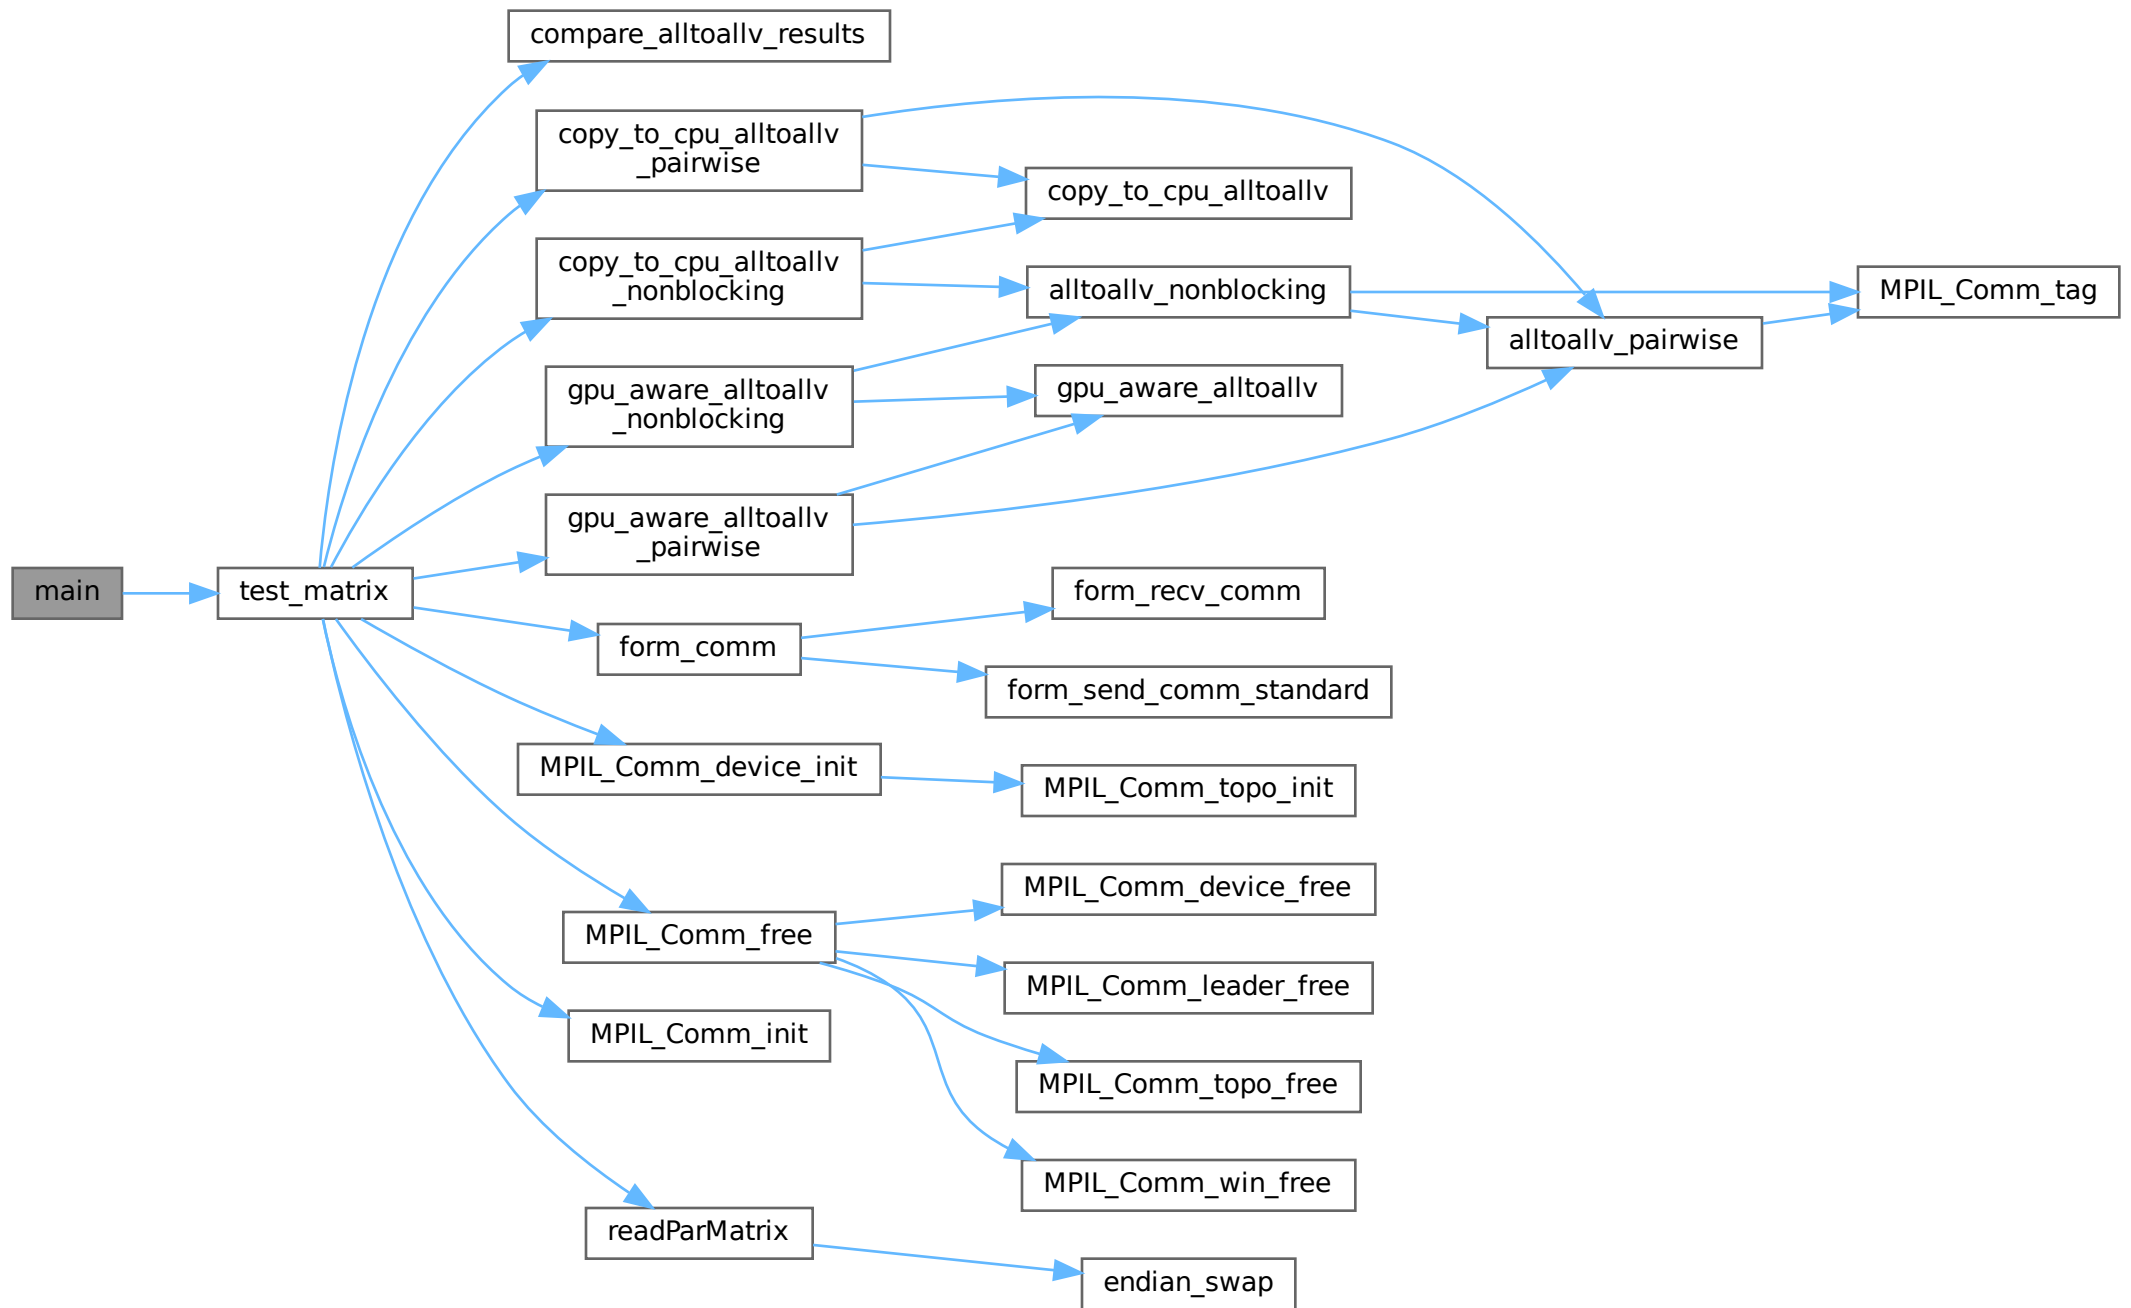 compare_alltoallv_results
copy_to_cpu_alltoallv
_pairwise
copy_to_cpu_alltoallv
copy_to_cpu_alltoallv
_nonblocking
alltoallv_nonblocking
MPIL_Comm_tag
alltoallv_pairwise
gpu_aware_alltoallv
_nonblocking
gpu_aware_alltoallv
gpu_aware_alltoallv
_pairwise
main
test_matrix
form_recv_comm
form_comm
form_send_comm_standard
MPIL_Comm_device_init
MPIL_Comm_topo_init
MPIL_Comm_device_free
MPIL_Comm_free
MPIL_Comm_leader_free
MPIL_Comm_init
MPIL_Comm_topo_free
MPIL_Comm_win_free
readParMatrix
endian_swap